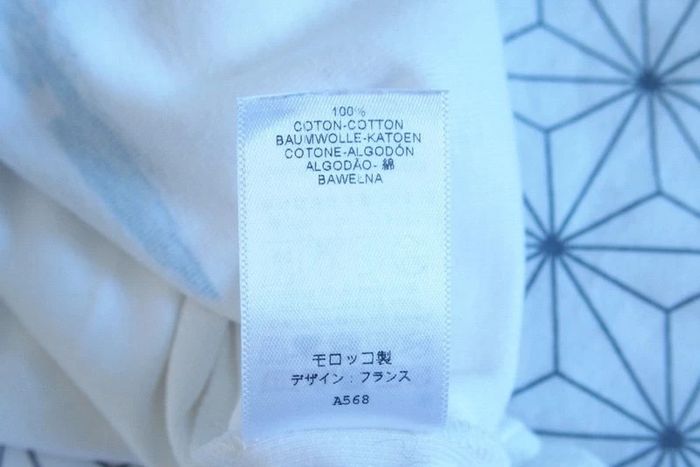 100%
COTON-COTTON
BAUMWOLLE-KATOEN
COTONE-ALGODÓN
ALGODÃO- 綿
BAWEŁNA
モロッコ製
デザイン : フランス
A568